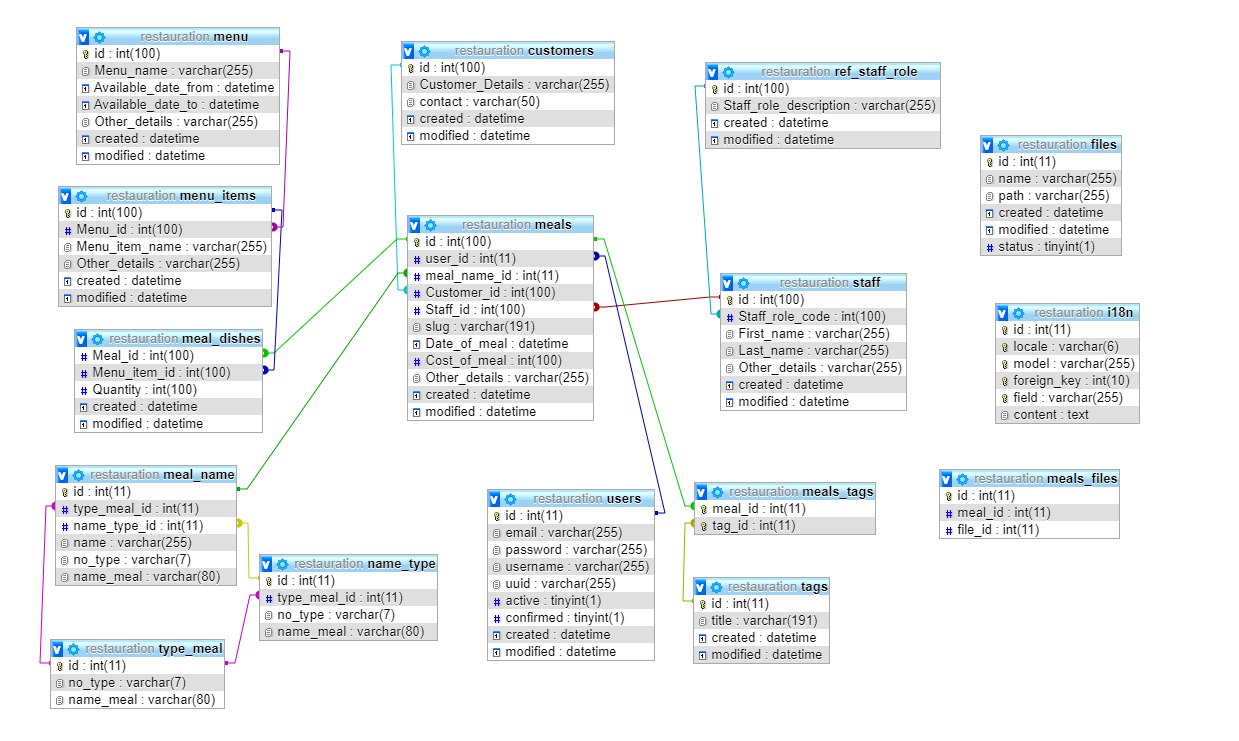 restauration menu
id : int(100)
Menu_name : varchar(255)
Available_date_from : datetime
Available_date_to : datetime
Other_details : varchar(255)
created : datetime
modified : datetime
restauration customers
id : int(100)
Customer_Details : varchar(255)
contact : varchar(50)
created : datetime
modified : datetime
restauration ref_staff_role
id : int(100)
Staff_role_description : varchar(255)
created : datetime
modified : datetime
restauration files
id : int(11)
name : varchar(255)
path : varchar(255)
created : datetime
modified : datetime
status : tinyint(1)
restauration menu_items
id : int(100)
Menu_id : int(100)
Menu_item_name : varchar(255)
Other_details : varchar(255)
created : datetime
modified : datetime
restauration meals
id : int(100)
user_id : int(11)
meal_name_id : int(11)
Customer_id : int(100)
Staff_id : int(100)
slug : varchar(191)
Date_of_meal : datetime
Cost_of_meal : int(100)
Other_details : varchar(255)
created : datetime
modified : datetime
restauration staff
id : int(100)
Staff_role_code : int(100)
First_name : varchar(255)
Last_name : varchar(255)
Other_details : varchar(255)
created : datetime
modified : datetime
restauration i18n
id : int(11)
locale : varchar(6)
model : varchar(255)
foreign_key : int(10)
field : varchar(255)
content : text
restauration meal_dishes
Meal_id : int(100)
Menu_item_id : int(100)
Quantity : int(100)
created : datetime
modified : datetime
restauration meal_name
id : int(11)
type_meal_id : int(11)
name_type_id : int(11)
name : varchar(255)
no_type : varchar(7)
name_meal : varchar(80)
restauration users
id : int(11)
email : varchar(255)
password : varchar(255)
username : varchar(255)
uuid : varchar(255)
active : tinyint(1)
confirmed : tinyint(1)
created : datetime
modified : datetime
restauration meals_tags
meal_id : int(11)
tag_id : int(11)
restauration meals_files
id : int(11)
meal_id : int(11)
file_id : int(11)
restauration name_type
id : int(11)
type_meal_id : int(11)
no_type : varchar(7)
name_meal : varchar(80)
restauration tags
id : int(11)
title : varchar(191)
created : datetime
modified : datetime
restauration type_meal
id : int(11)
no_type : varchar(7)
name_meal : varchar(80)